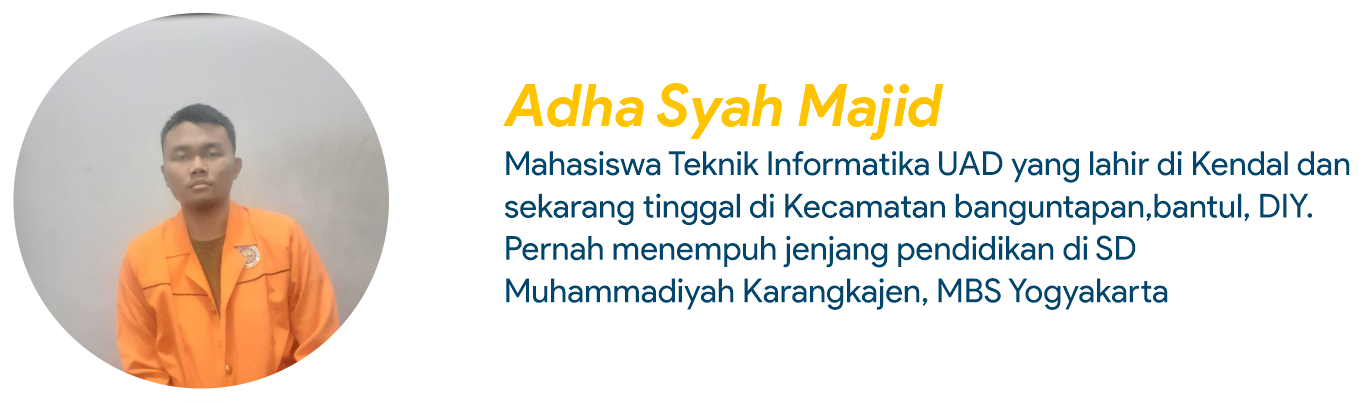 Adha Syah Majid
Mahasiswa Teknik Informatika UAD yang lahir di Kendal dan
sekarang tinggal di Kecamatan banguntapan,bantul, DIY.
Pernah menempuh jenjang pendidikan di SD
Muhammadiyah Karangkajen, MBS Yogyakarta